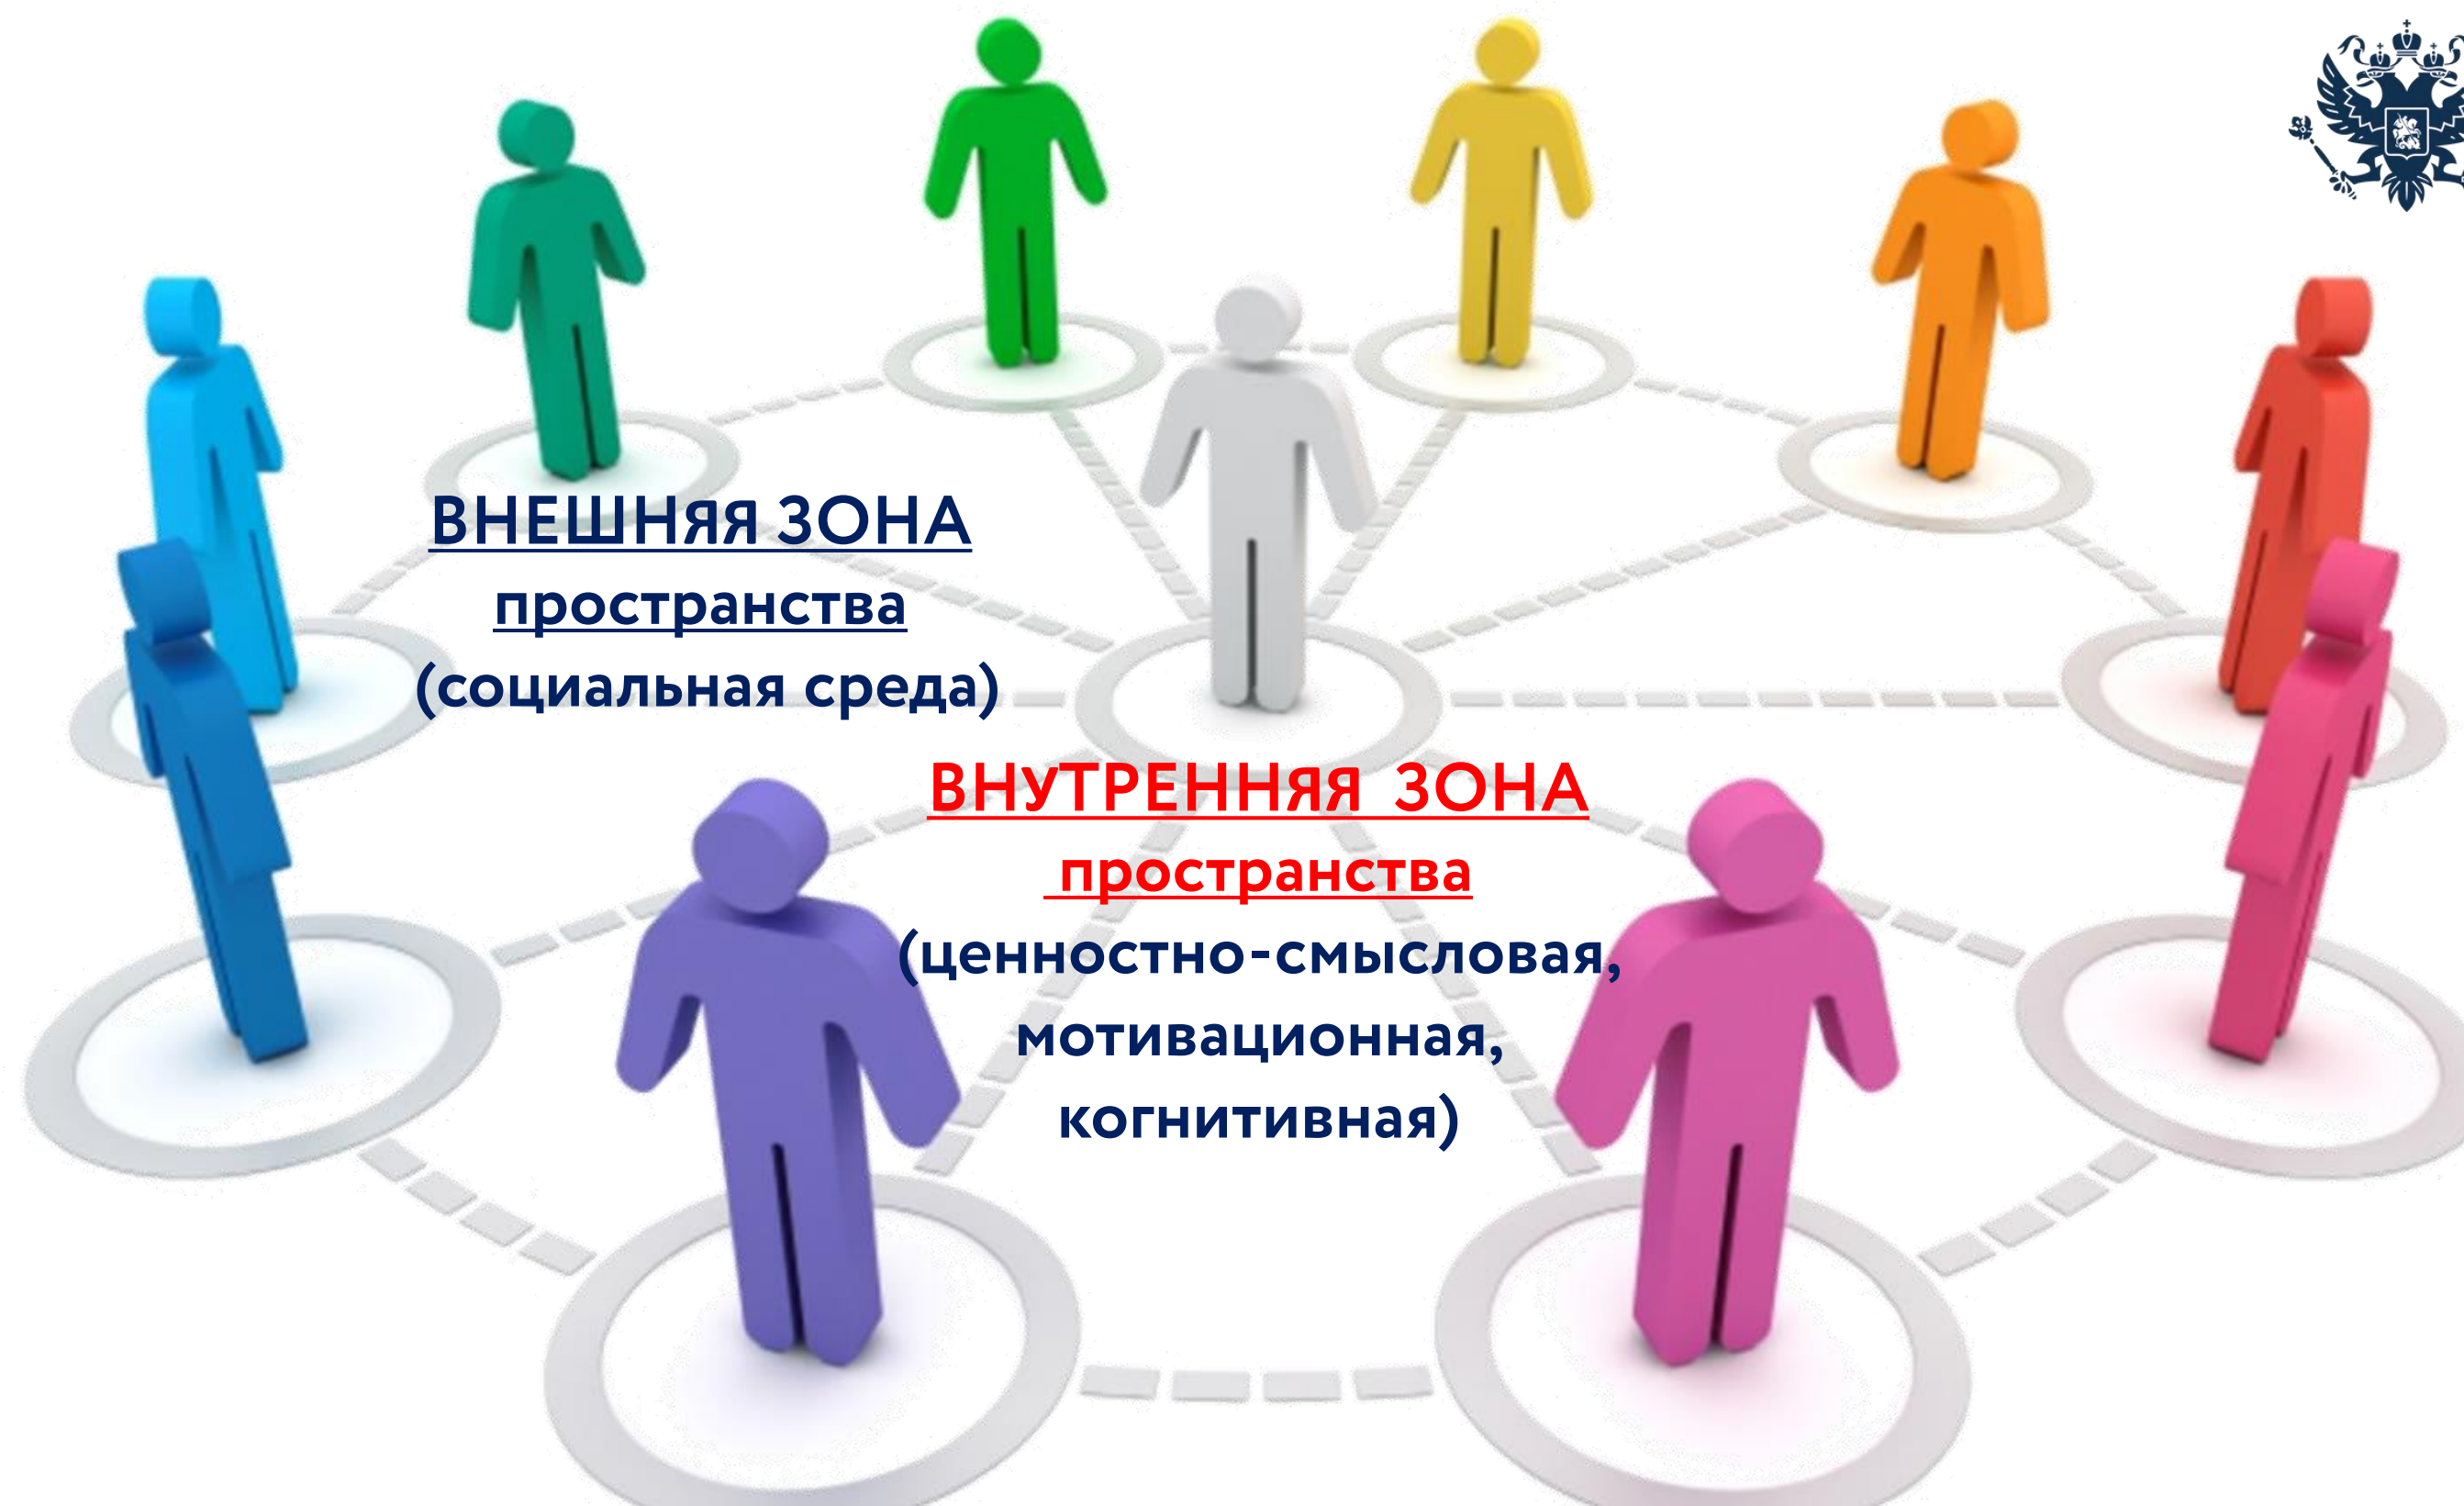 ВНЕШНЯЯ ЗОНА
пространства
(социальная среда)
ВНУТРЕННЯЯ ЗОНА
пространства
(ценностно-смысловая,
мотивационная,
когнитивная)